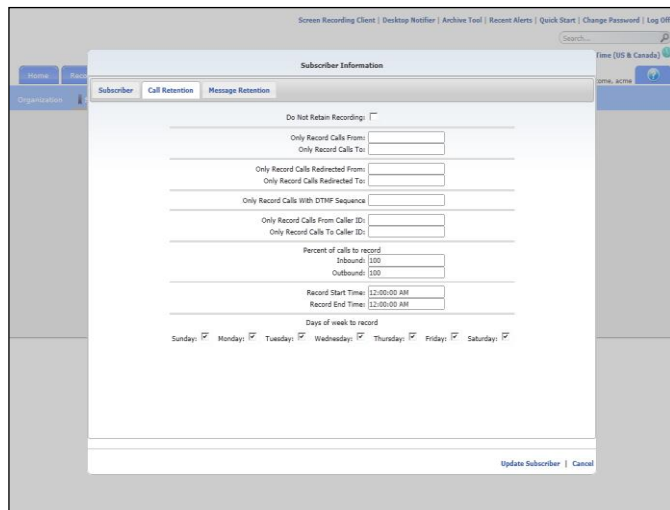 Screen Recording Client | Desktop Notifier | Archive Tool | Recent Alerts | Quick Start | Change Password | Log Off
Search...
Time [US & Canada]
Subscriber Information
Home
ome, acme
Organization
Subscriber Call Retention Message Retention
Do Not Retain Recording:
Only Record Calls From:
Only Record Calls To:
Only Record Calls Redirected From:
Only Record Calls Redirected To:
Only Record Calls With DTMF Sequence
Only Record Calls From Caller ID:
Only Record Calls To Caller ID:
Percent of calls to record
Inbound: 100
Outbound: 100
Record Start Time: 12:00:00 AM
Record End Time: 12:00:00 AM
Days of week to record
Sunday: Monday: Tuesday: Wednesday: Thursday: Friday: Saturday:
Update Subscriber | Cancel